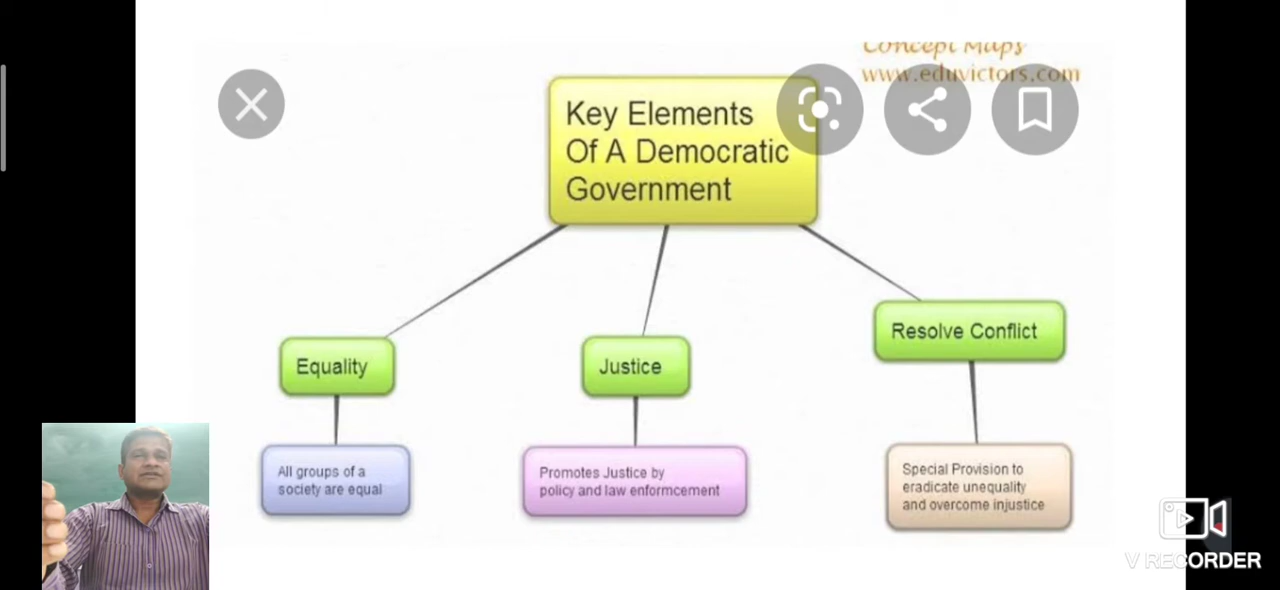 Concept Maps
www.eduvictors.com
Key Elements
Of A Democratic
Government
Resolve Conflict
Equality
Justice
All groups of a
society are equal
Promotes Justice by
policy and law enformcement
Special Provision to
eradicate unequality
and overcome injustice
V RECORDER